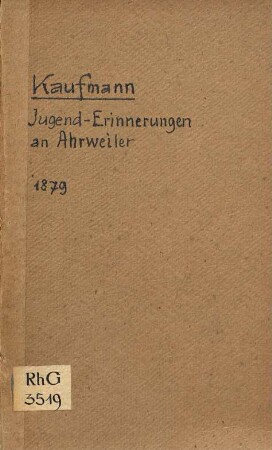 Kaufmann
Jugend-Erinnerungen
an Ahrweiler
1879
RhG
3519